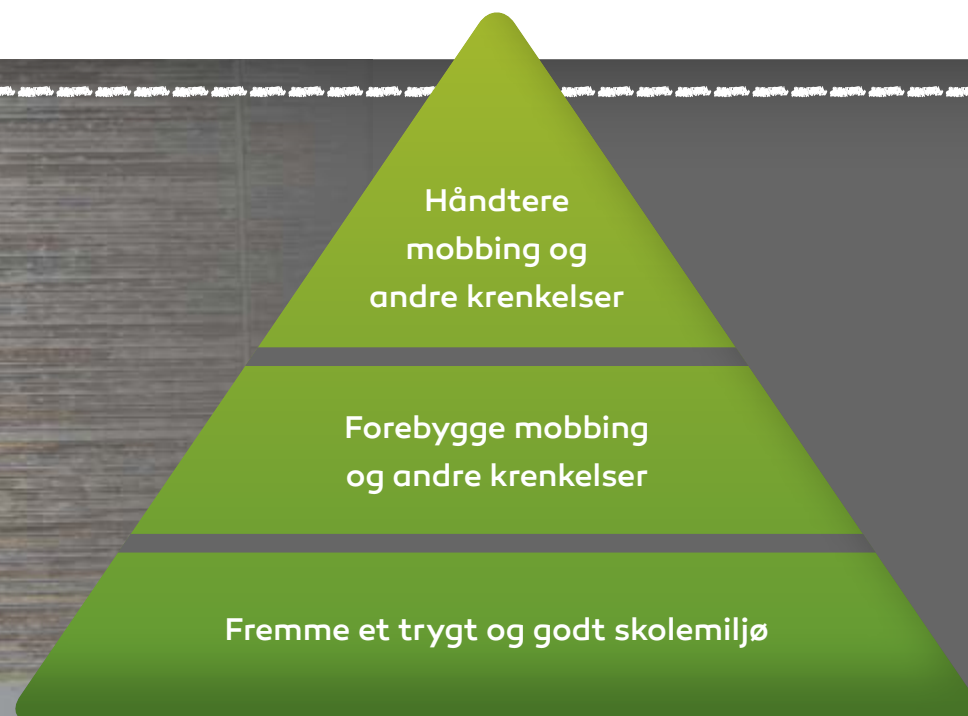 Håndtere
mobbing og
andre krenkelser
Forebygge mobbing
og andre krenkelser
Fremme et trygt og godt skolemiljø